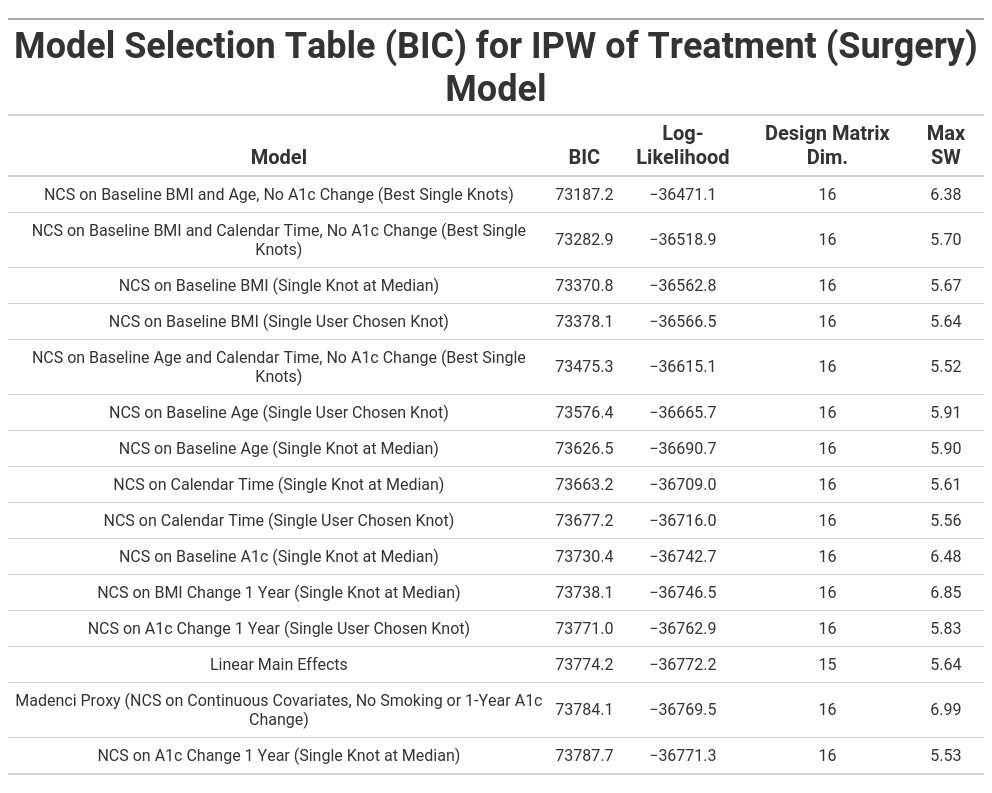 Model Selection Table (BIC) for IPW of Treatment (Surgery)
Model
Model BIC Log-Likelihood Design Matrix Dim. Max SW
NCS on Baseline BMI and Age, No A1c Change (Best Single Knots) 73187.2 −36471.1 16 6.38
NCS on Baseline BMI and Calendar Time, No A1c Change (Best Single
Knots) 73282.9 −36518.9 16 5.70
NCS on Baseline BMI (Single Knot at Median) 73370.8 −36562.8 16 5.67
NCS on Baseline BMI (Single User Chosen Knot) 73378.1 −36566.5 16 5.64
NCS on Baseline Age and Calendar Time, No A1c Change (Best Single
Knots) 73475.3 −36615.1 16 5.52
NCS on Baseline Age (Single User Chosen Knot) 73576.4 −36665.7 16 5.91
NCS on Baseline Age (Single Knot at Median) 73626.5 −36690.7 16 5.90
NCS on Calendar Time (Single Knot at Median) 73663.2 −36709.0 16 5.61
NCS on Calendar Time (Single User Chosen Knot) 73677.2 −36716.0 16 5.56
NCS on Baseline A1c (Single Knot at Median) 73730.4 −36742.7 16 6.48
NCS on BMI Change 1 Year (Single Knot at Median) 73738.1 −36746.5 16 6.85
NCS on A1c Change 1 Year (Single User Chosen Knot) 73771.0 −36762.9 16 5.83
Linear Main Effects 73774.2 −36772.2 15 5.64
Madenci Proxy (NCS on Continuous Covariates, No Smoking or 1-Year A1c
Change) 73784.1 −36769.5 16 6.99
NCS on A1c Change 1 Year (Single Knot at Median) 73787.7 −36771.3 16 5.53